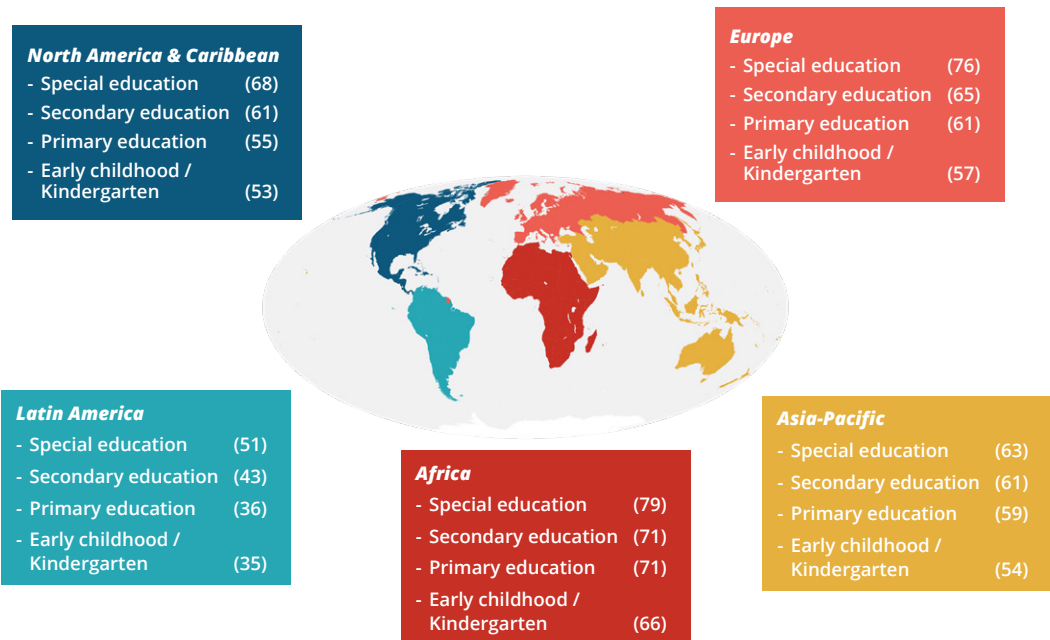 North America & Caribbean
- Special education (68)
- Secondary education (61)
- Primary education (55)
- Early childhood /
Kindergarten (53)
Europe
- Special education (76)
- Secondary education (65)
- Primary education (61)
- Early childhood /
Kindergarten (57)
Latin America
- Special education (51)
- Secondary education (43)
- Primary education (36)
- Early childhood /
Kindergarten (35)
Africa
- Special education (79)
- Secondary education (71)
- Primary education (71)
- Early childhood /
Kindergarten (66)
Asia-Pacific
- Special education (63)
- Secondary education (61)
- Primary education (59)
- Early childhood /
Kindergarten (54)